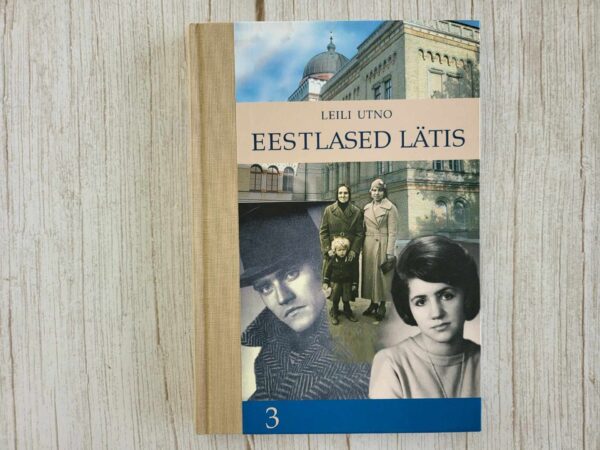 LEILI UTNO
EESTLASED LÄTIS
3